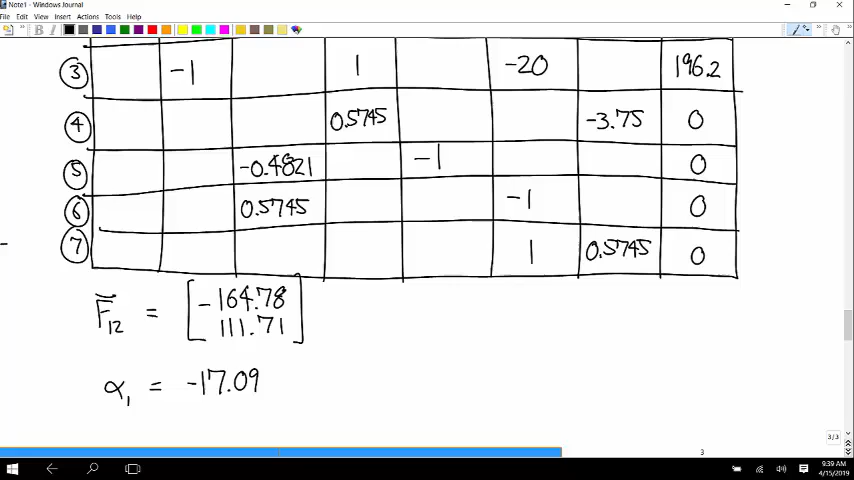 Note1 - Windows Journal
File Edit View Insert Actions Tools Help
B I
③ -1 1 -20 196.2
④ 0.5745 -3.75 0
⑤ -0.4821 -1 0
⑥ 0.5745 -1 0
⑦ 1 0.5745 0
F̄₁₂ = [ -164.78
111.71 ]
α₁ = -17.09
3/3
3
9:39 AM
4/15/2019